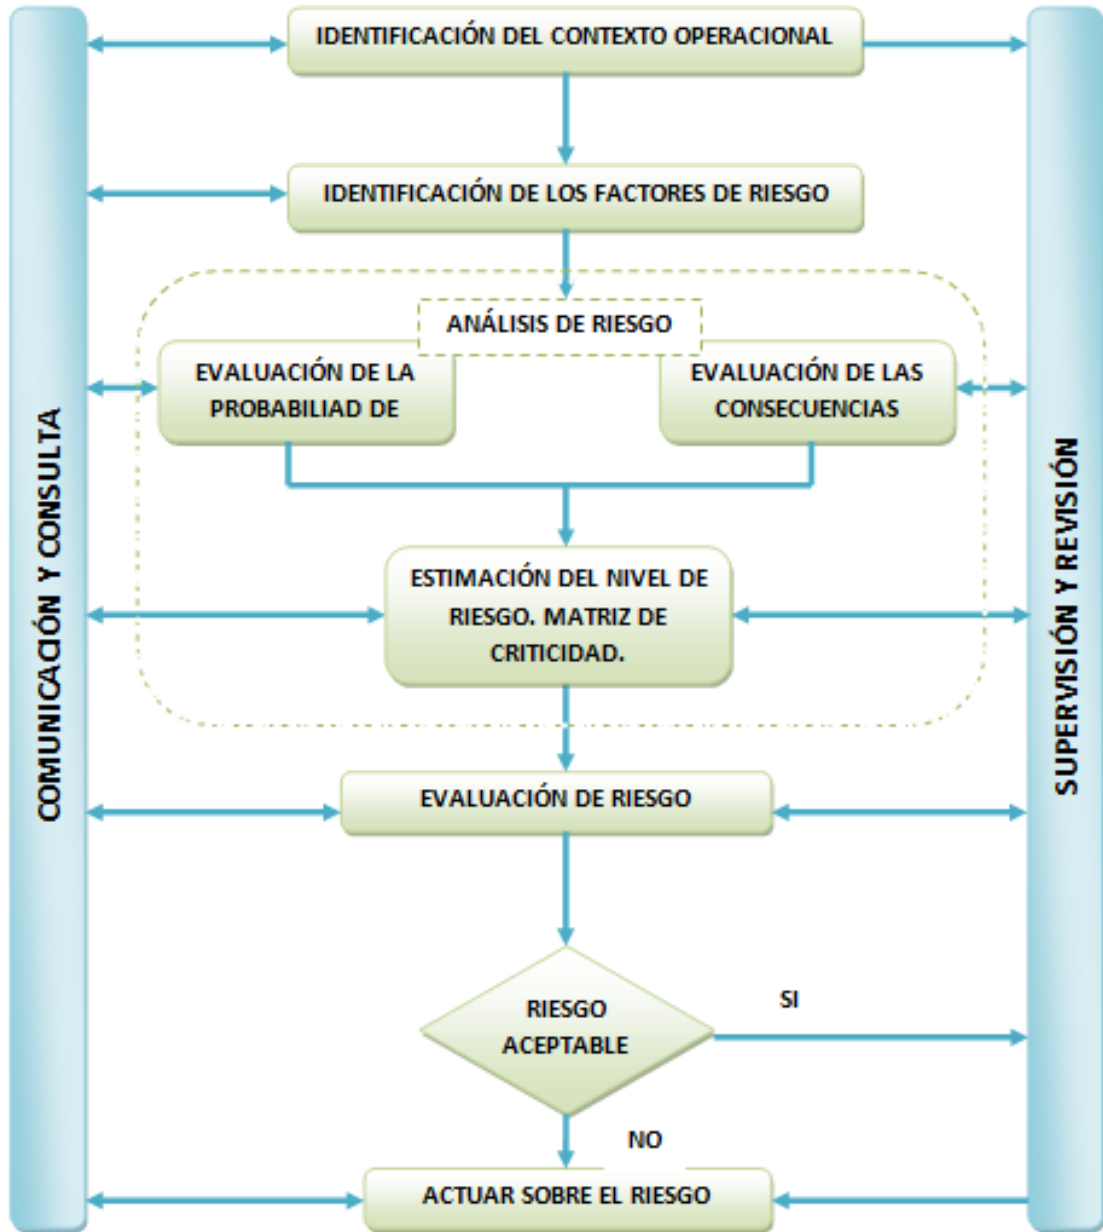 IDENTIFICACIÓN DEL CONTEXTO OPERACIONAL
IDENTIFICACIÓN DE LOS FACTORES DE RIESGO
ANÁLISIS DE RIESGO
EVALUACIÓN DE LA
PROBABILIAD DE
EVALUACIÓN DE LAS
CONSECUENCIAS
COMUNICACIÓN Y CONSULTA
SUPERVISIÓN Y REVISIÓN
ESTIMACIÓN DEL NIVEL DE
RIESGO. MATRIZ DE
CRITICIDAD.
EVALUACIÓN DE RIESGO
RIESGO
ACEPTABLE
SI
NO
ACTUAR SOBRE EL RIESGO